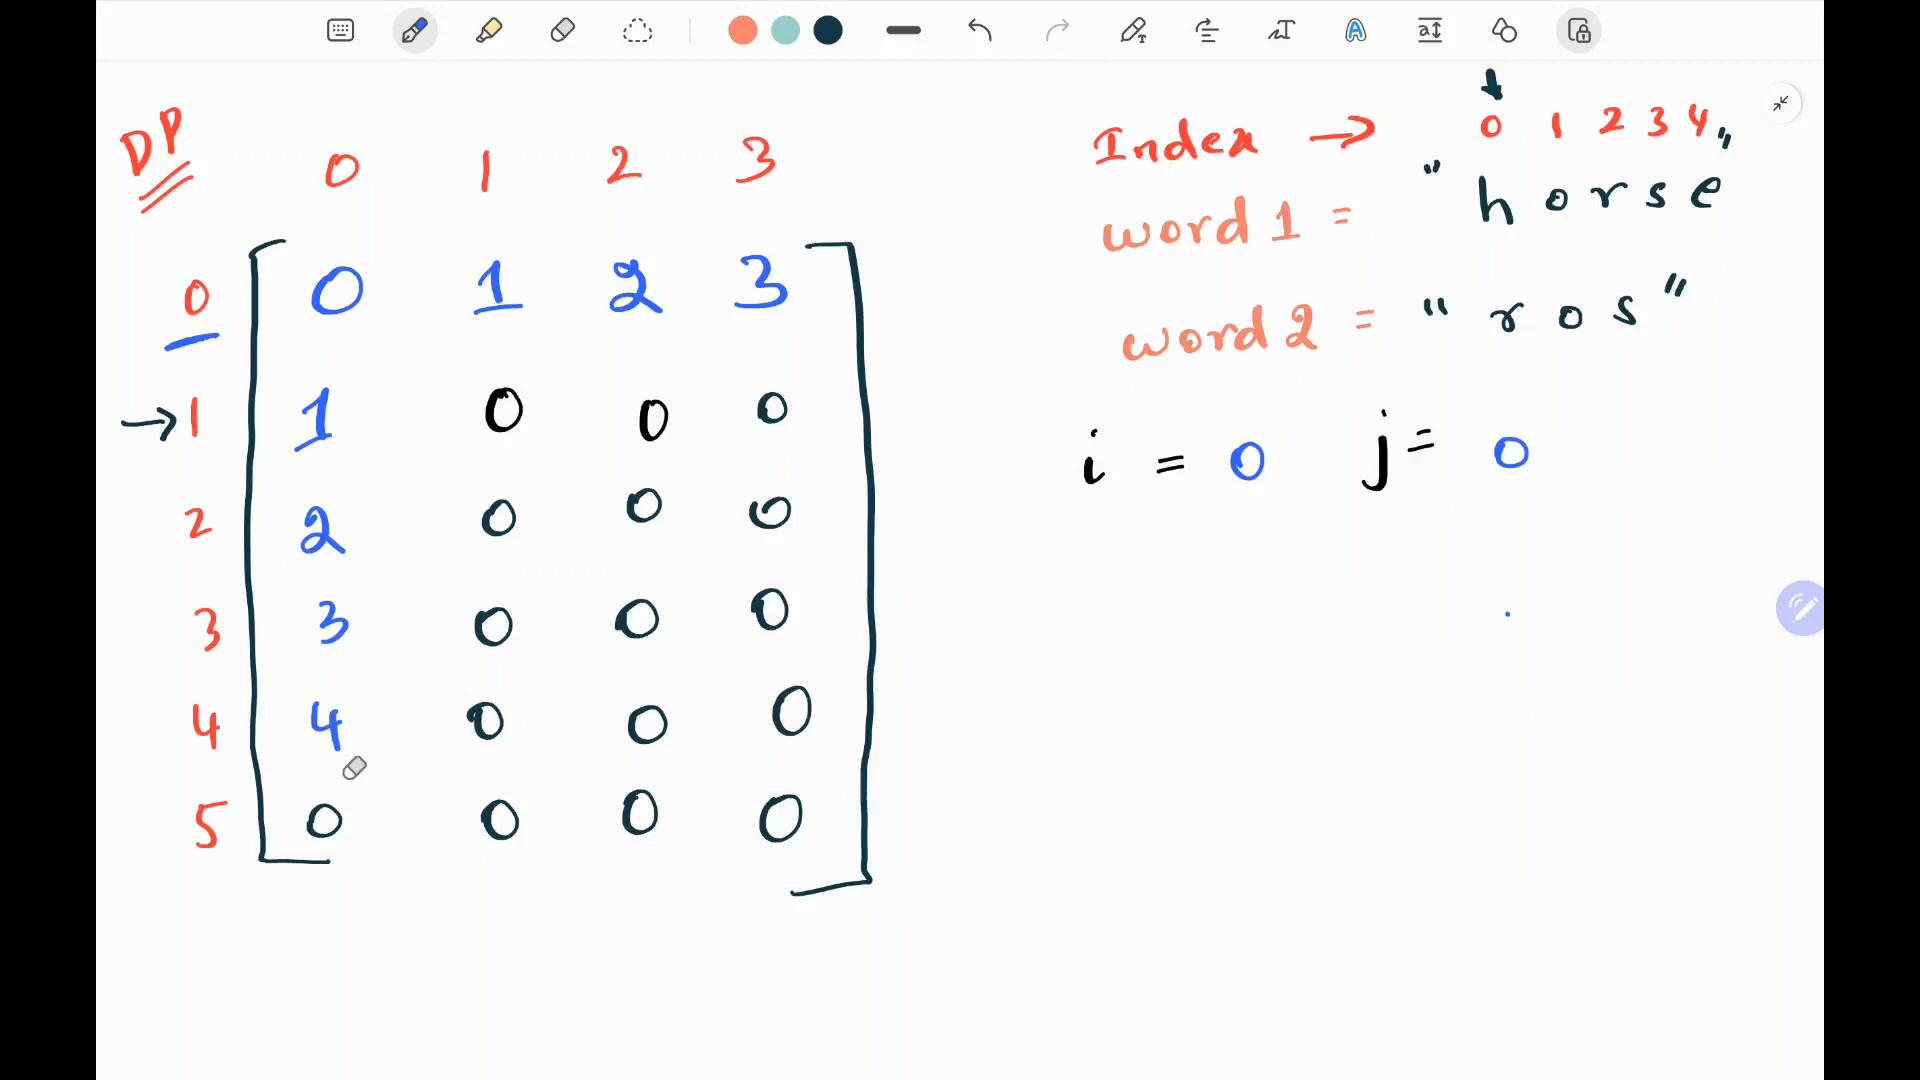 DP
0 1 2 3
0 0 1 2 3
1 1 0 0 0
2 2 0 0 0
3 3 0 0 0
4 4 0 0 0
5 0 0 0 0
Index → 0 1 2 3 4
word 1 = "horse"
word 2 = "ros"
i = 0 j = 0